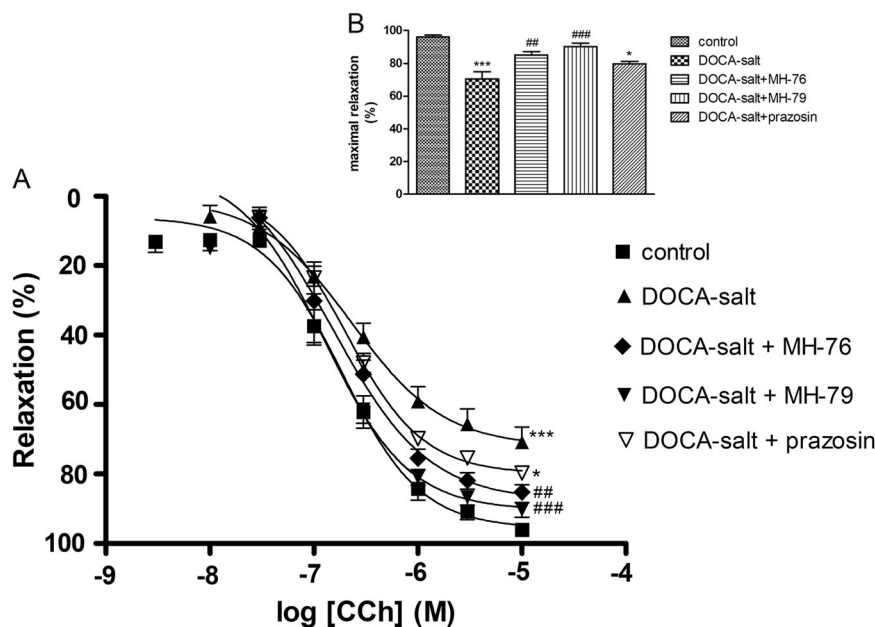 B
maximal relaxation
(%)
100
80
60
40
20
0
***
##
###
*
control
DOCA-salt
DOCA-salt+MH-76
DOCA-salt+MH-79
DOCA-salt+prazosin
A
Relaxation (%)
0
20
40
60
80
100
-9
-8
-7
-6
-5
-4
log [CCh] (M)
***
*
##
###
control
DOCA-salt
DOCA-salt + MH-76
DOCA-salt + MH-79
DOCA-salt + prazosin